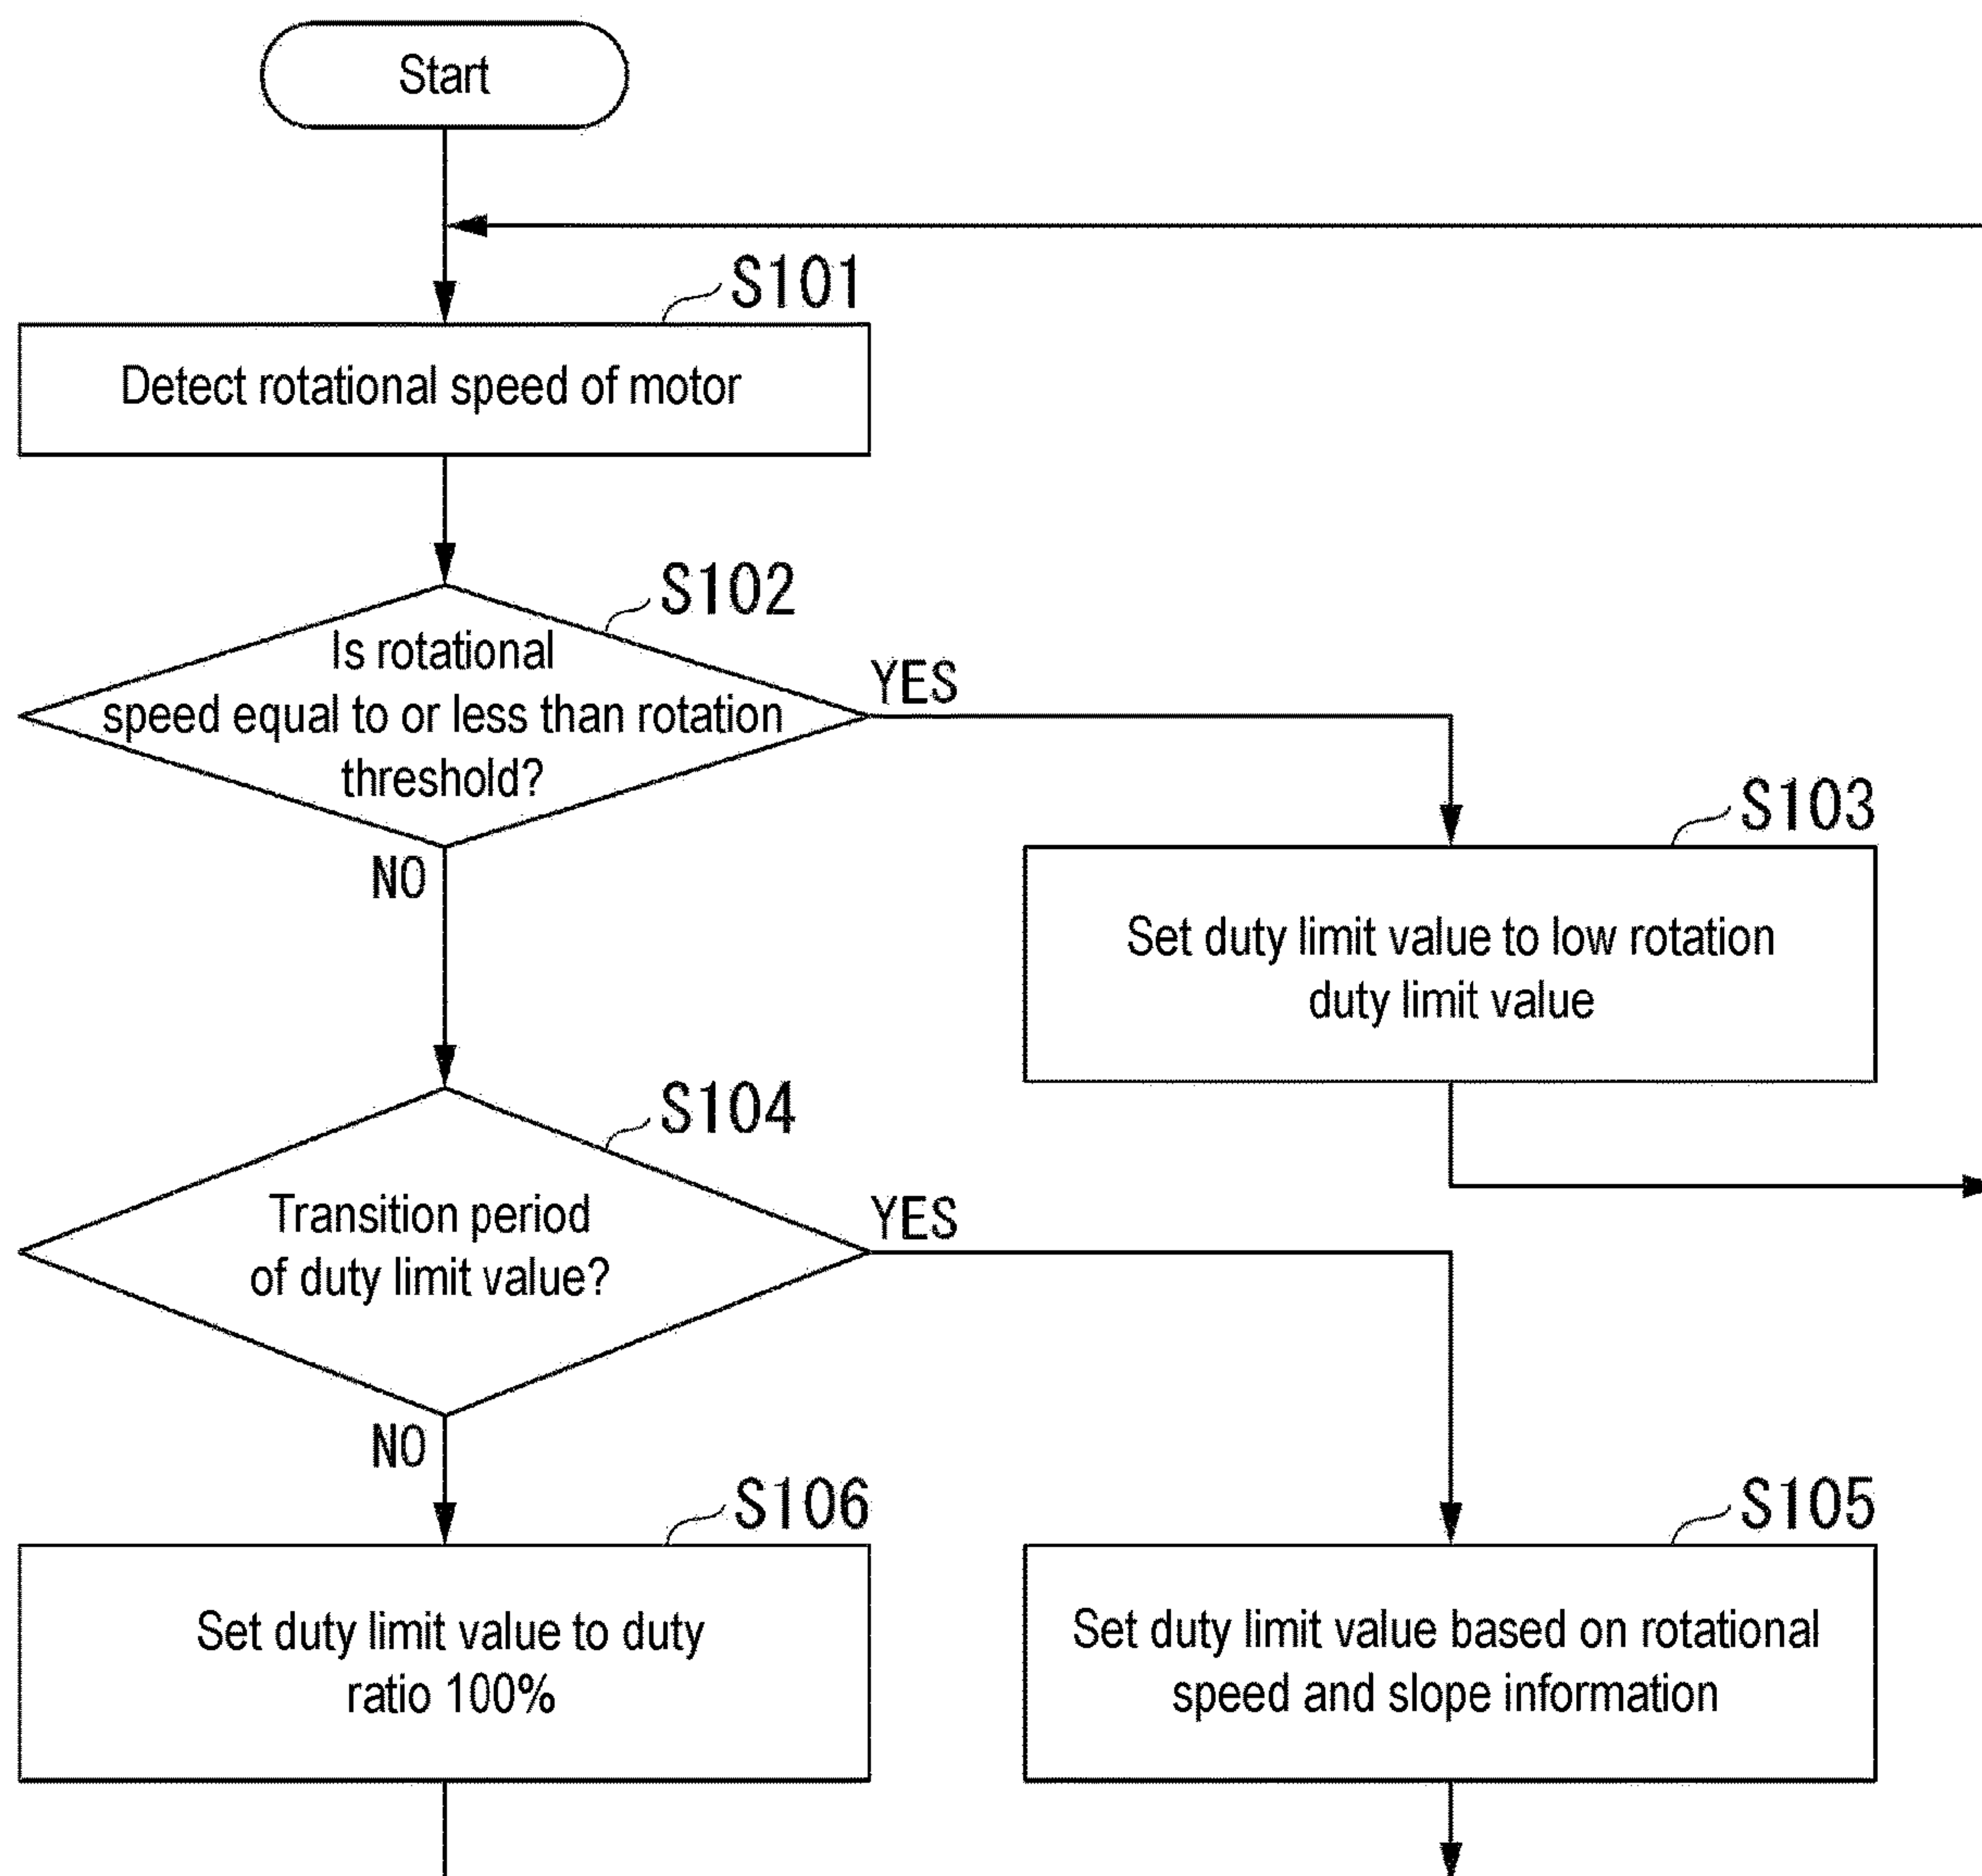 Start
S101
Detect rotational speed of motor
S102
Is rotational
speed equal to or less than rotation
threshold?
YES
NO
S103
Set duty limit value to low rotation
duty limit value
S104
Transition period
of duty limit value?
YES
NO
S106
Set duty limit value to duty
ratio 100%
S105
Set duty limit value based on rotational
speed and slope information